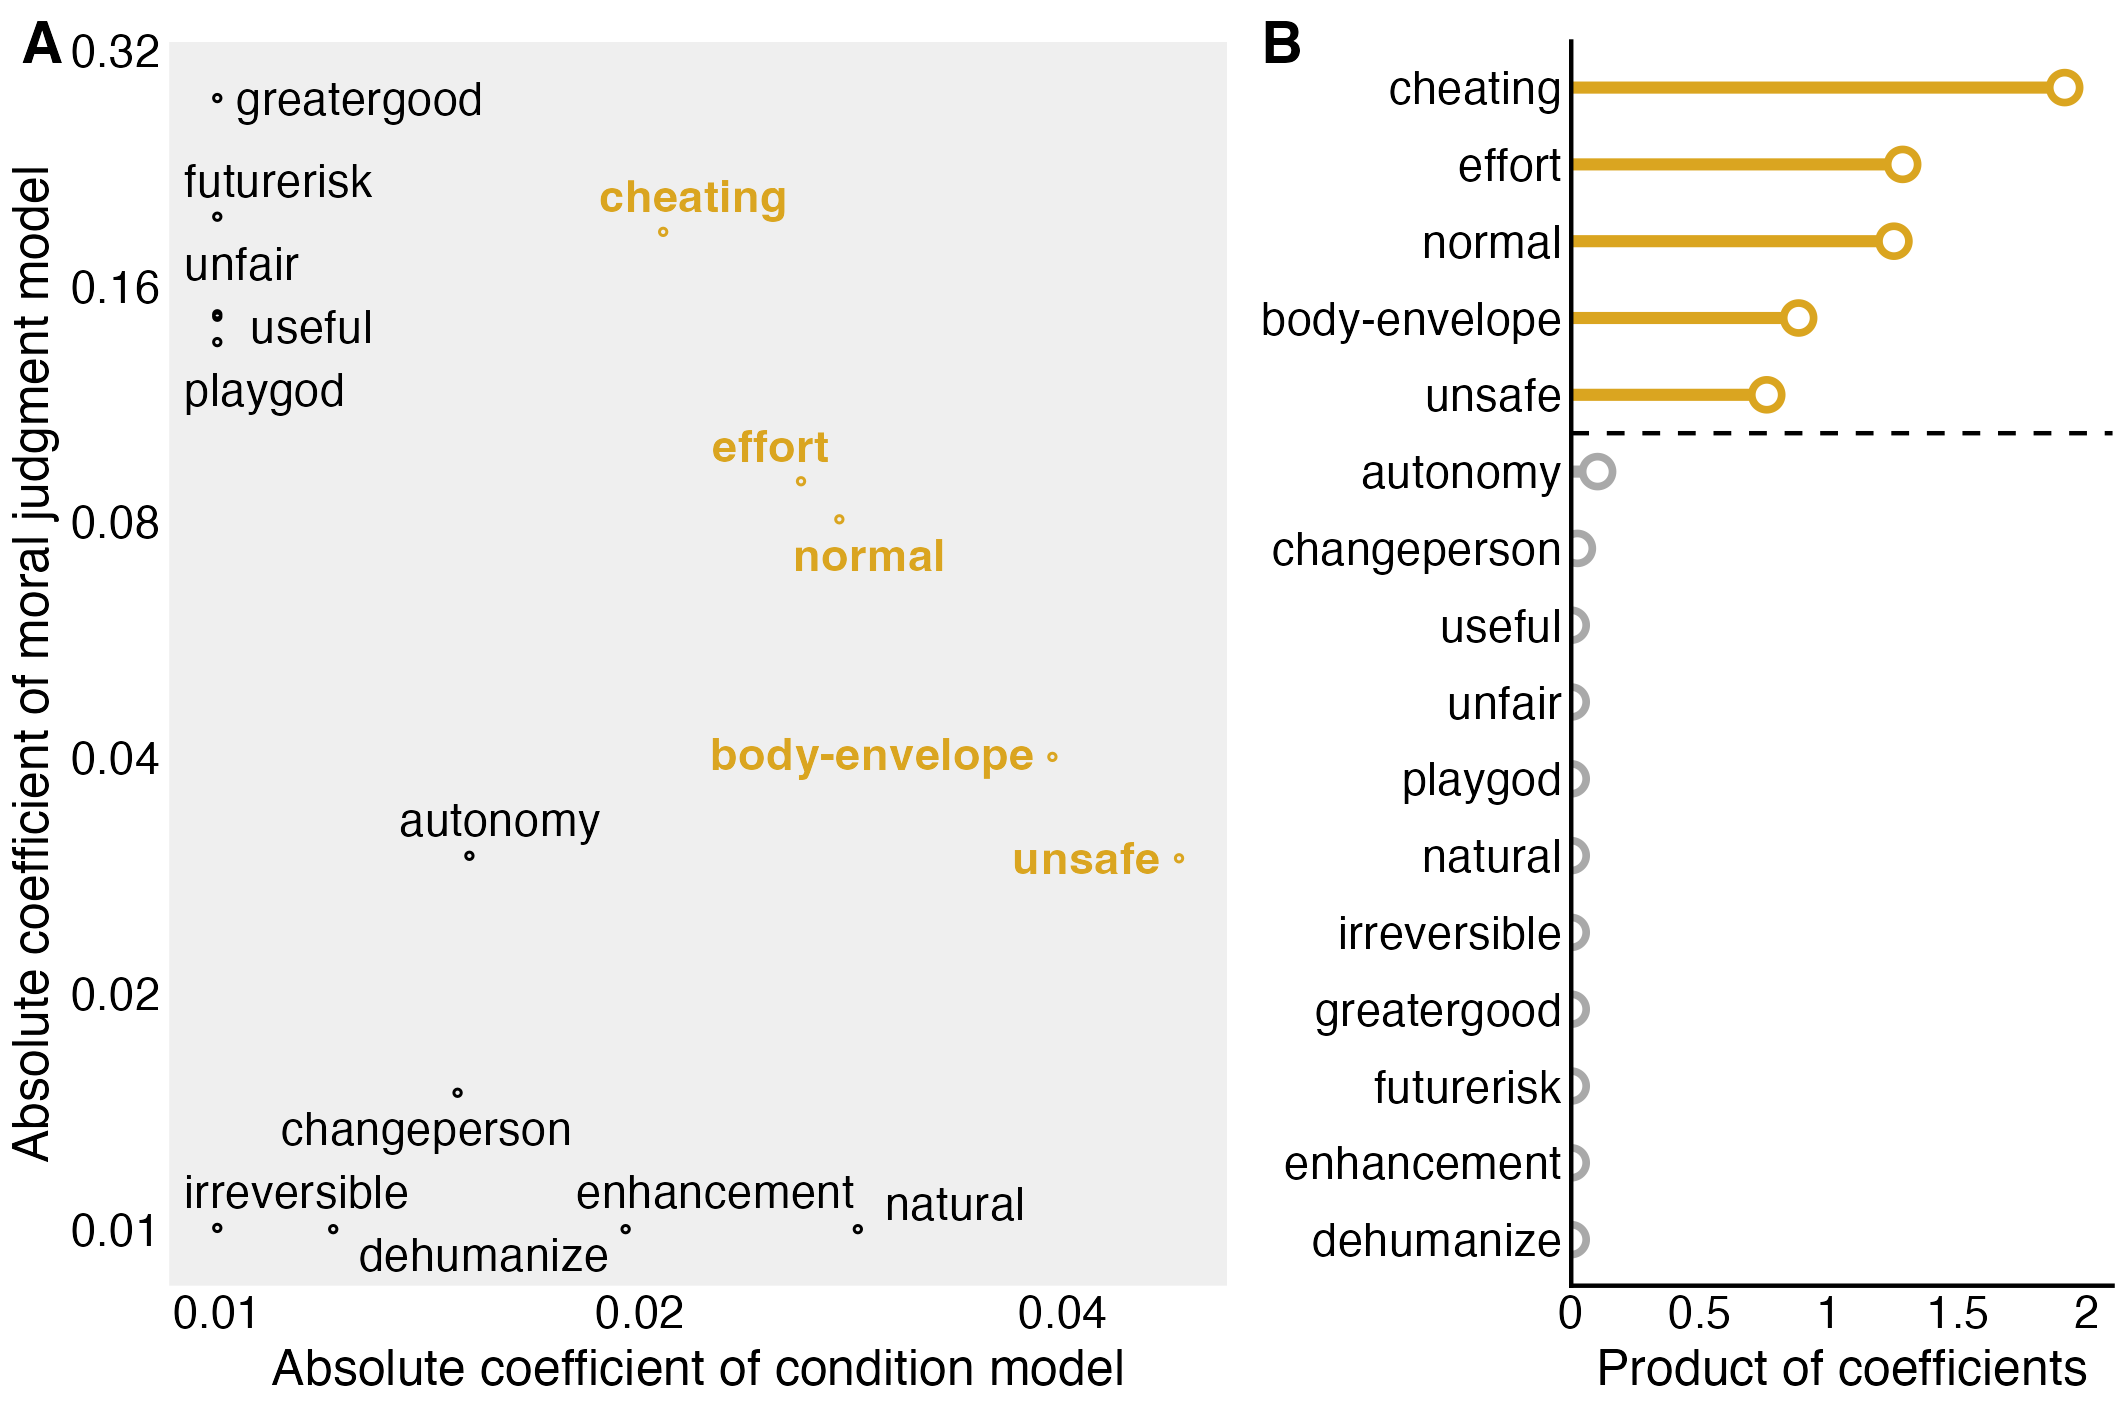 A
0.32
0.16
0.08
0.04
0.02
0.01
Absolute coefficient of moral judgment model
greatergood
futurerisk
cheating
unfair
useful
playgod
effort
normal
body-envelope
autonomy
unsafe
changeperson
irreversible
enhancement
natural
dehumanize
0.01 0.02 0.04
Absolute coefficient of condition model
B
cheating
effort
normal
body-envelope
unsafe
autonomy
changeperson
useful
unfair
playgod
natural
irreversible
greatergood
futurerisk
enhancement
dehumanize
0 0.5 1 1.5 2
Product of coefficients